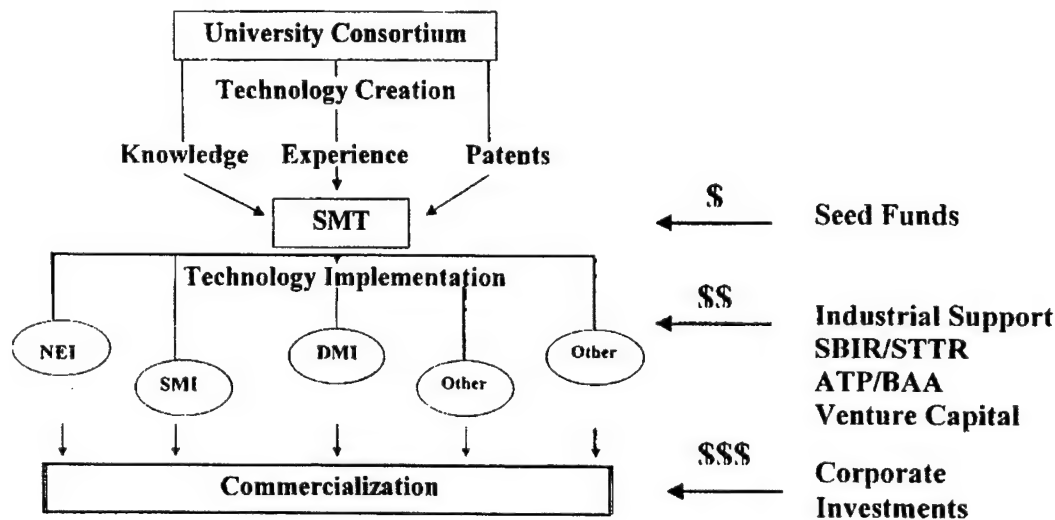 University Consortium
Technology Creation
Knowledge Experience Patents
SMT
$
Seed Funds
Technology Implementation
$$
NEI
SMI
DMI
Other
Other
Industrial Support
SBIR/STTR
ATP/BAA
Venture Capital
$$$
Commercialization
Corporate
Investments